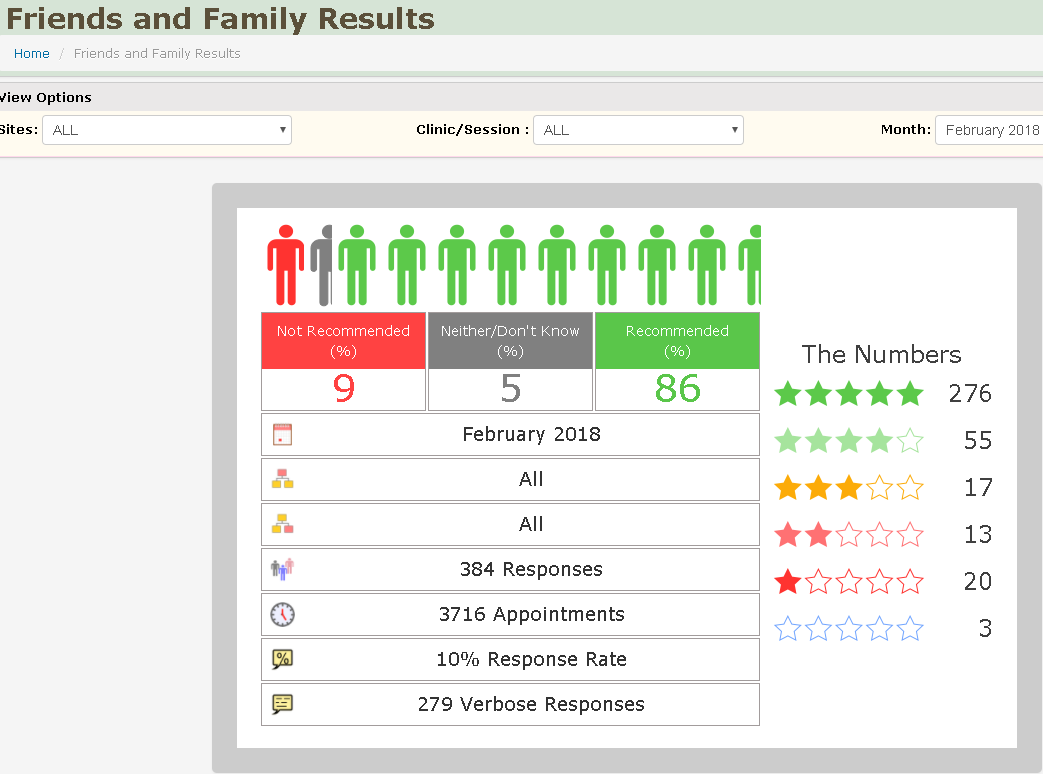 Friends and Family Results
Home / Friends and Family Results
View Options
Sites: ALL Clinic/Session : ALL Month: February 2018
Not Recommended (%)
9
Neither/Don't Know (%)
5
Recommended (%)
86
February 2018
All
All
384 Responses
3716 Appointments
10% Response Rate
279 Verbose Responses
The Numbers
276
55
17
13
20
3